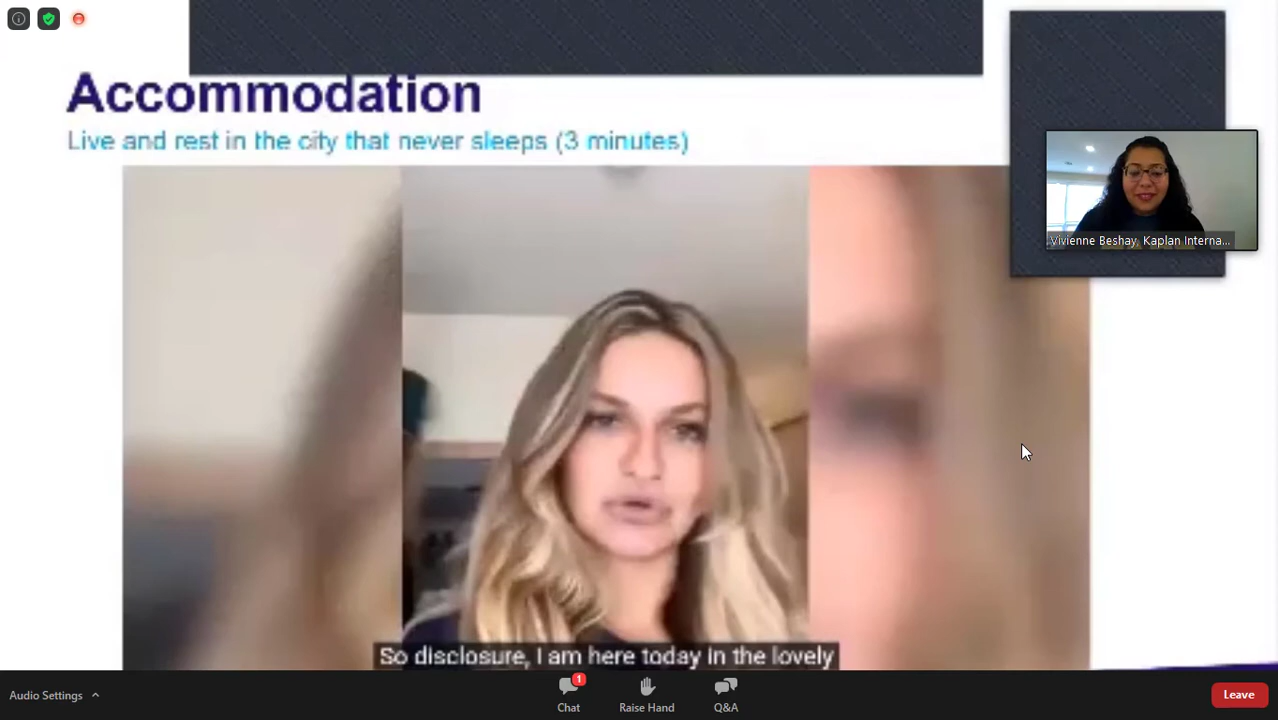 Accommodation
Live and rest in the city that never sleeps (3 minutes)
Vivienne Beshay, Kaplan Interna...
So disclosure, I am here today in the lovely
Audio Settings
1
Chat
Raise Hand
Q&A
Leave